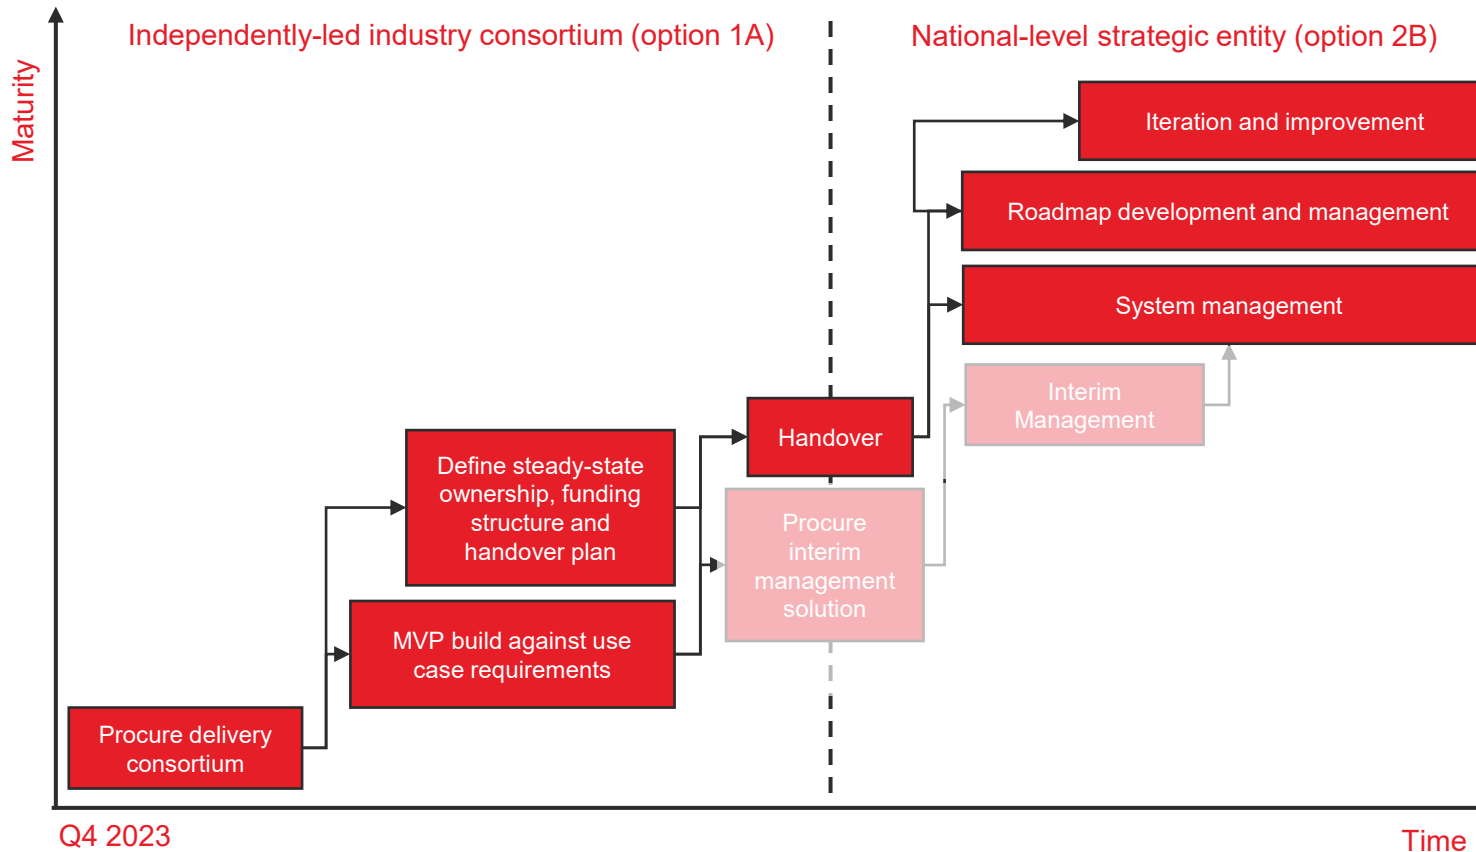 Independently-led industry consortium (option 1A)
National-level strategic entity (option 2B)
Maturity
Iteration and improvement
Roadmap development and management
System management
Interim
Management
Handover
Define steady-state
ownership, funding
structure and
handover plan
Procure
interim
management
solution
MVP build against use
case requirements
Procure delivery
consortium
Q4 2023
Time